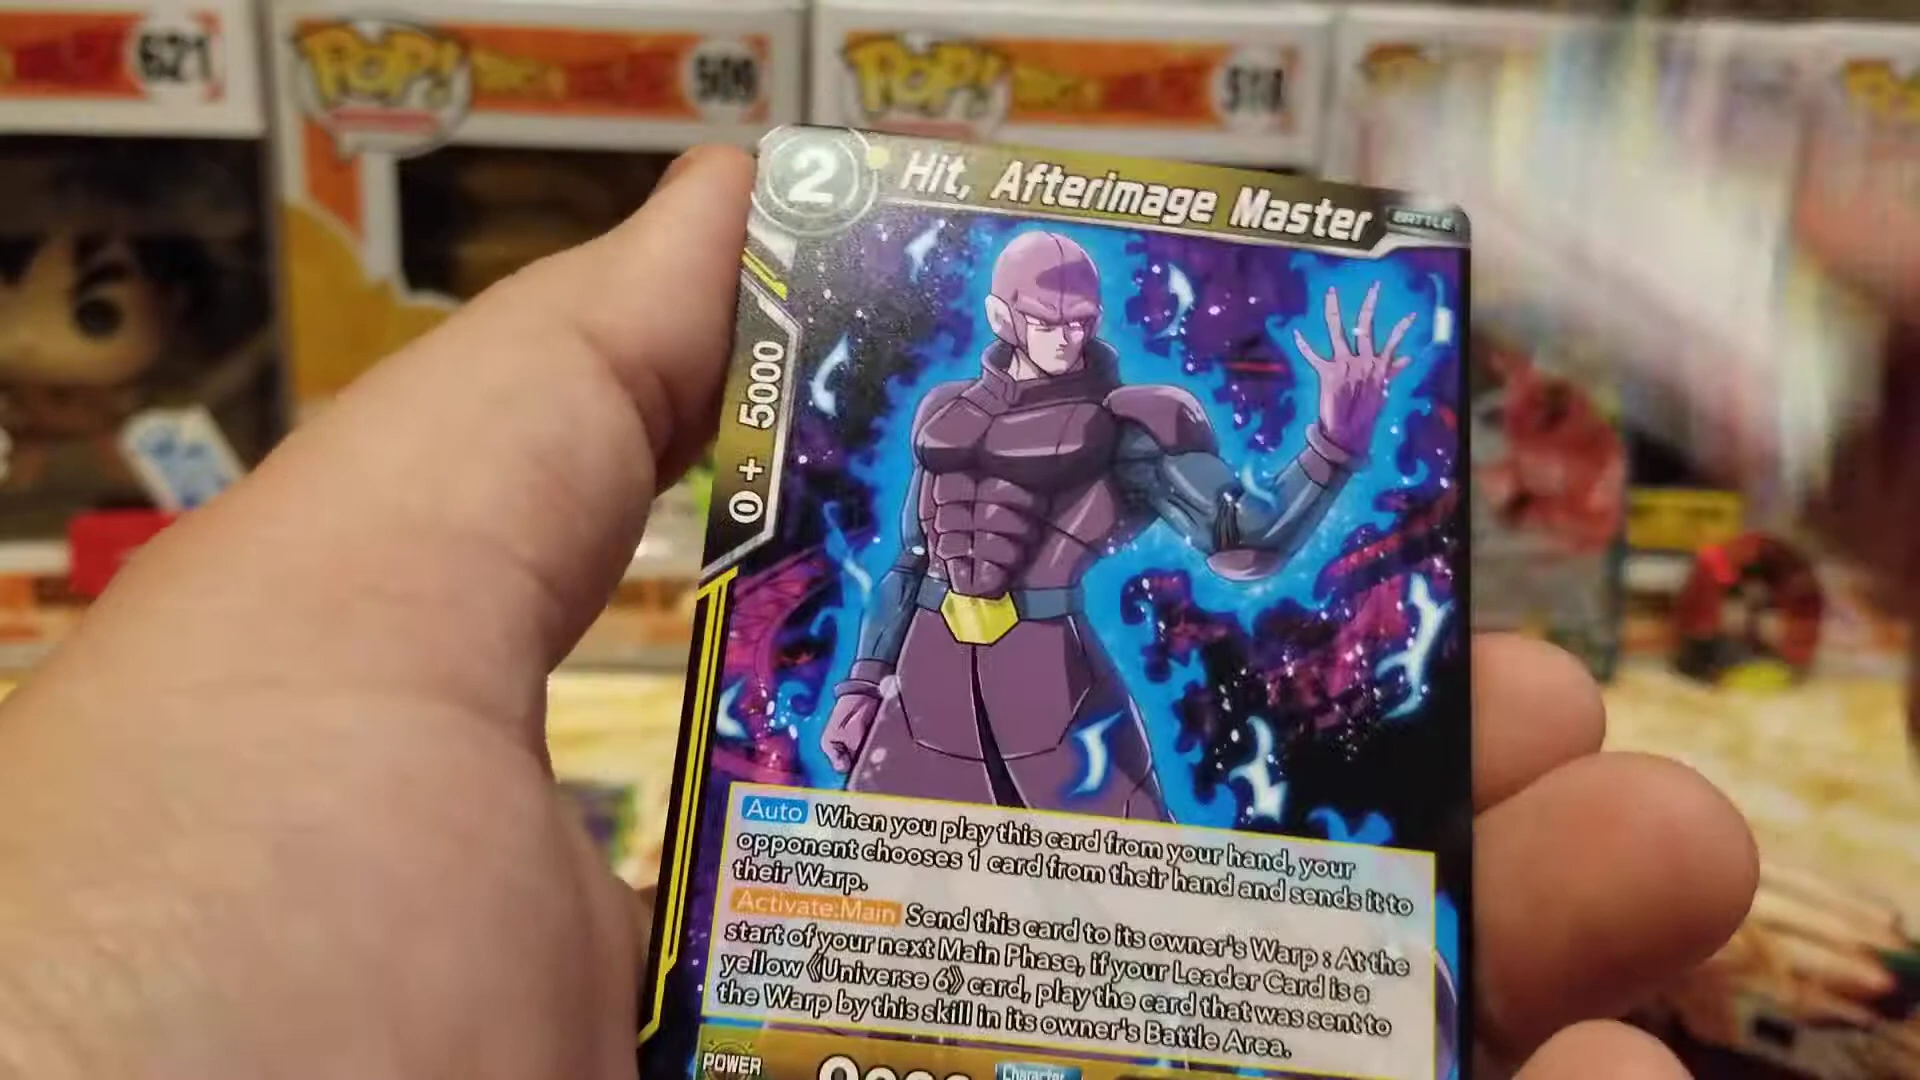 621
POP!
509
POP!
510
2
Hit, Afterimage Master
BATTLE
0 + 5000
Auto When you play this card from your hand, your
opponent chooses 1 card from their hand and sends it to
their Warp.
Activate:Main Send this card to its owner's Warp : At the
start of your next Main Phase, if your Leader Card is a
yellow 《Universe 6》 card, play the card that was sent to
the Warp by this skill in its owner's Battle Area.
POWER
Character